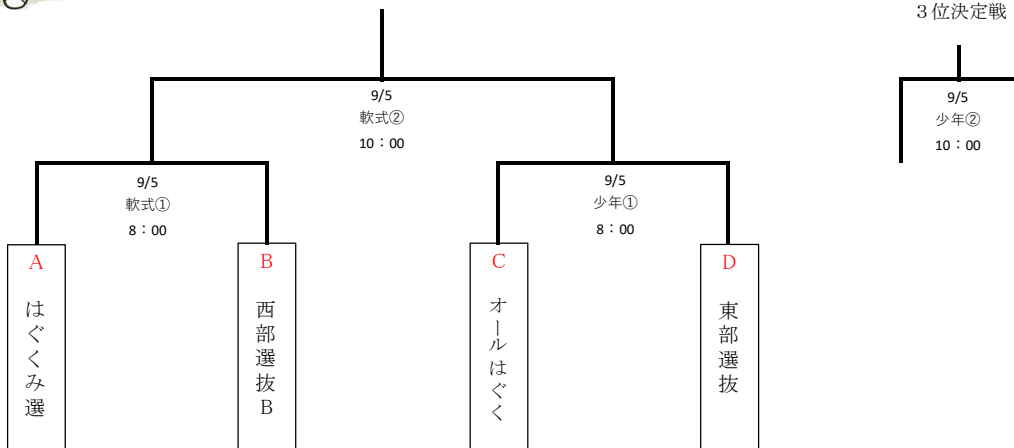 3位決定戦
9/5
軟式②
10：00
9/5
少年②
10：00
9/5
軟式①
8：00
9/5
少年①
8：00
A
はぐくみ選
B
西部選抜B
C
オールはぐく
D
東部選抜